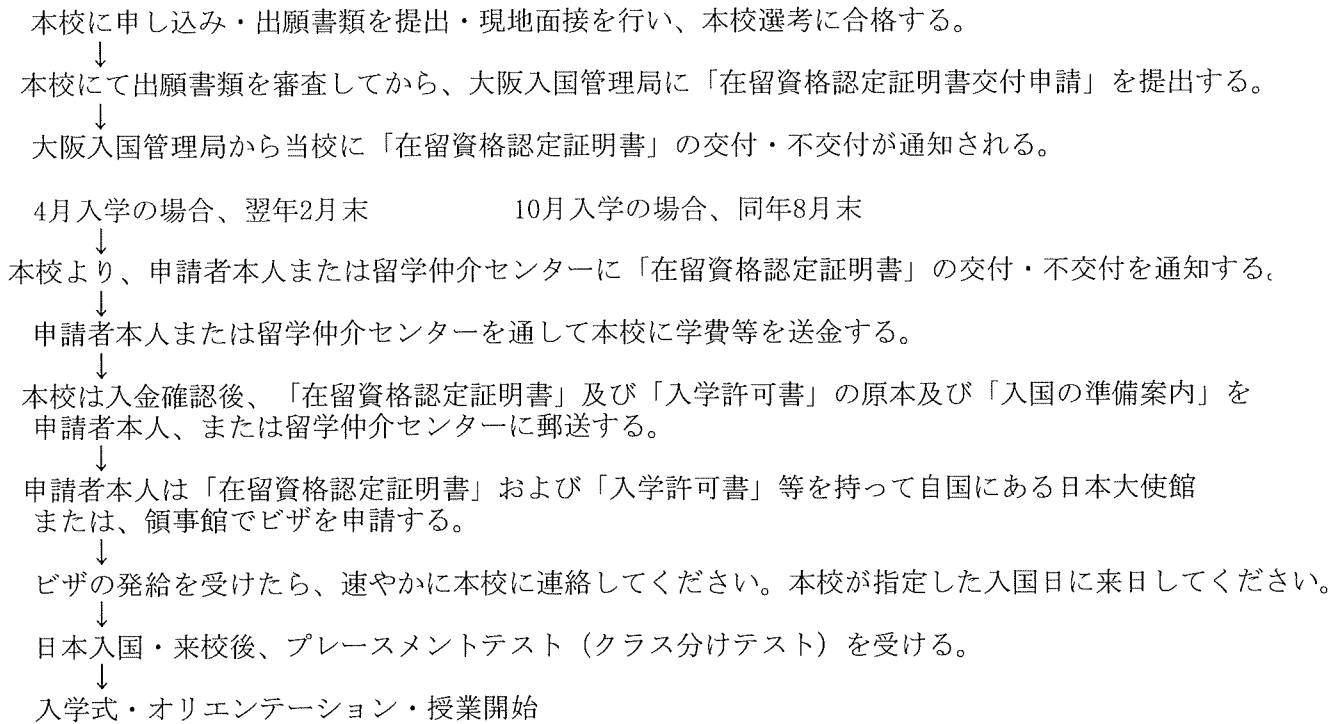 本校に申し込み・出願書類を提出・現地面接を行い、本校選考に合格する。
↓
本校にて出願書類を審査してから、大阪入国管理局に「在留資格認定証明書交付申請」を提出する。
↓
大阪入国管理局から当校に「在留資格認定証明書」の交付・不交付が通知される。
4月入学の場合、翌年2月末　10月入学の場合、同年8月末
↓
本校より、申請者本人または留学仲介センターに「在留資格認定証明書」の交付・不交付を通知する。
↓
申請者本人または留学仲介センターを通して本校に学費等を送金する。
↓
本校は入金確認後、「在留資格認定証明書」及び「入学許可書」の原本及び「入国の準備案内」を
申請者本人、または留学仲介センターに郵送する。
↓
申請者本人は「在留資格認定証明書」および「入学許可書」等を持って自国にある日本大使館
または、領事館でビザを申請する。
↓
ビザの発給を受けたら、速やかに本校に連絡してください。本校が指定した入国日に来日してください。
↓
日本入国・来校後、プレースメントテスト（クラス分けテスト）を受ける。
↓
入学式・オリエンテーション・授業開始